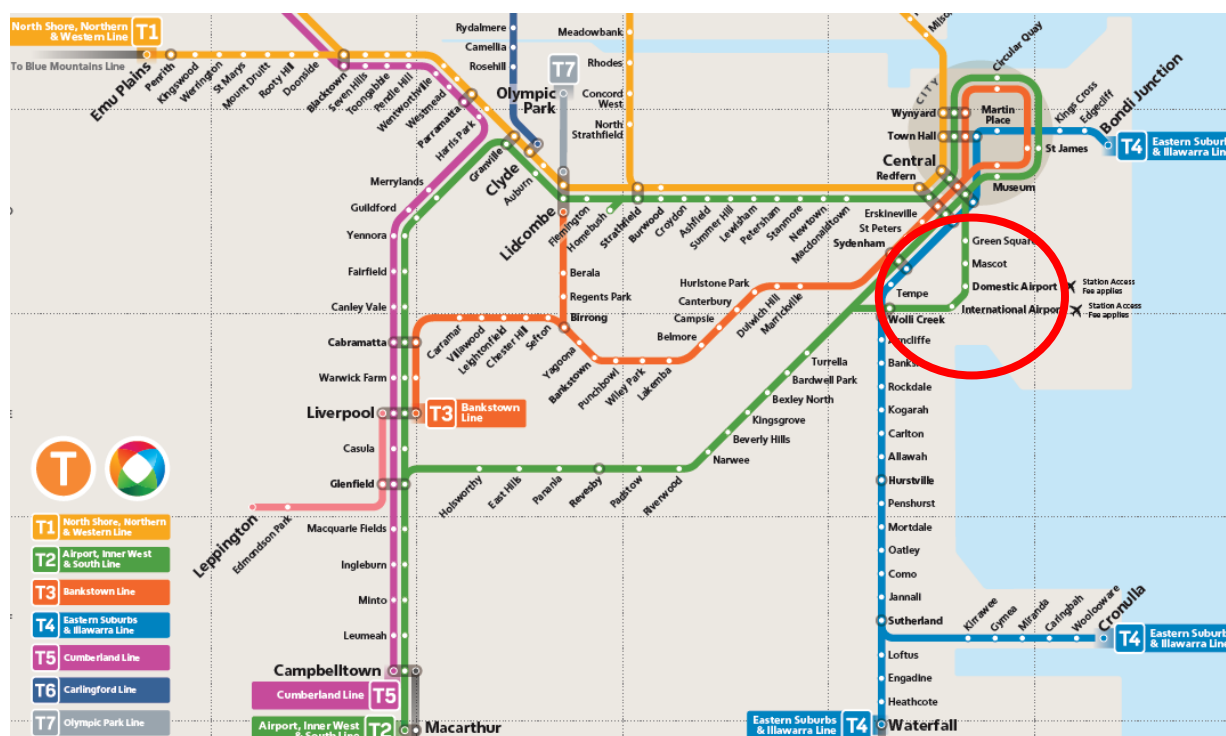 North Shore, Northern
& Western Line
T1
To Blue Mountains Line
Emu Plains
Penrith
Kingswood
Werrington
St Marys
Mount Druitt
Rooty Hill
Doonside
Blacktown
Seven Hills
Toongabbie
Pendle Hill
Wentworthville
Westmead
Parramatta
Harris Park
Granville
Clyde
Auburn
Lidcombe
Rydalmere
Camellia
Rosehill
T7
Olympic
Park
Meadowbank
Rhodes
Concord
West
North
Strathfield
Flemington
Homebush
Strathfield
Burwood
Croydon
Ashfield
Summer Hill
Lewisham
Petersham
Stanmore
Newtown
Macdonaldtown
CITY
Circular Quay
Wynyard
Martin
Place
Town Hall
St James
Central
Redfern
Museum
Kings Cross
Edgecliff
Bondi Junction
T4
Eastern Suburbs
& Illawarra Line
Erskineville
St Peters
Sydenham
Green Square
Mascot
Domestic Airport
Station Access
Fee applies
International Airport
Station Access
Fee applies
Tempe
Wolli Creek
Arncliffe
Rockdale
Kogarah
Carlton
Allawah
Hurstville
Penshurst
Mortdale
Oatley
Como
Jannali
Sutherland
Loftus
Engadine
Heathcote
Waterfall
Eastern Suburbs
& Illawarra Line
T4
Kirrawee
Gymea
Miranda
Caringbah
Woolooware
Cronulla
T4
Eastern Suburbs
& Illawarra Line
Merrylands
Guildford
Yennora
Fairfield
Canley Vale
Cabramatta
Warwick Farm
Liverpool
Casula
Glenfield
Macquarie Fields
Ingleburn
Minto
Leumeah
Campbelltown
Cumberland Line
T5
Airport, Inner West
& South Line
T2
Macarthur
Leppington
Edmondson Park
T3
Bankstown
Line
Carramar
Villawood
Leightonfield
Chester Hill
Sefton
Berala
Regents Park
Birrong
Yagoona
Bankstown
Punchbowl
Wiley Park
Lakemba
Belmore
Campsie
Canterbury
Hurlstone Park
Dulwich Hill
Marrickville
Turrella
Bardwell Park
Bexley North
Kingsgrove
Beverly Hills
Narwee
Riverwood
Padstow
Revesby
Panania
East Hills
Holsworthy
T
T1 North Shore, Northern
& Western Line
T2 Airport, Inner West
& South Line
T3 Bankstown Line
T4 Eastern Suburbs
& Illawarra Line
T5 Cumberland Line
T6 Carlingford Line
T7 Olympic Park Line